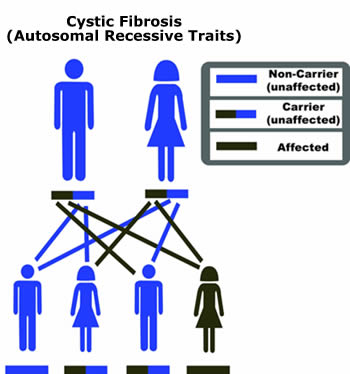 Cystic Fibrosis
(Autosomal Recessive Traits)
Non-Carrier
(unaffected)
Carrier
(unaffected)
Affected